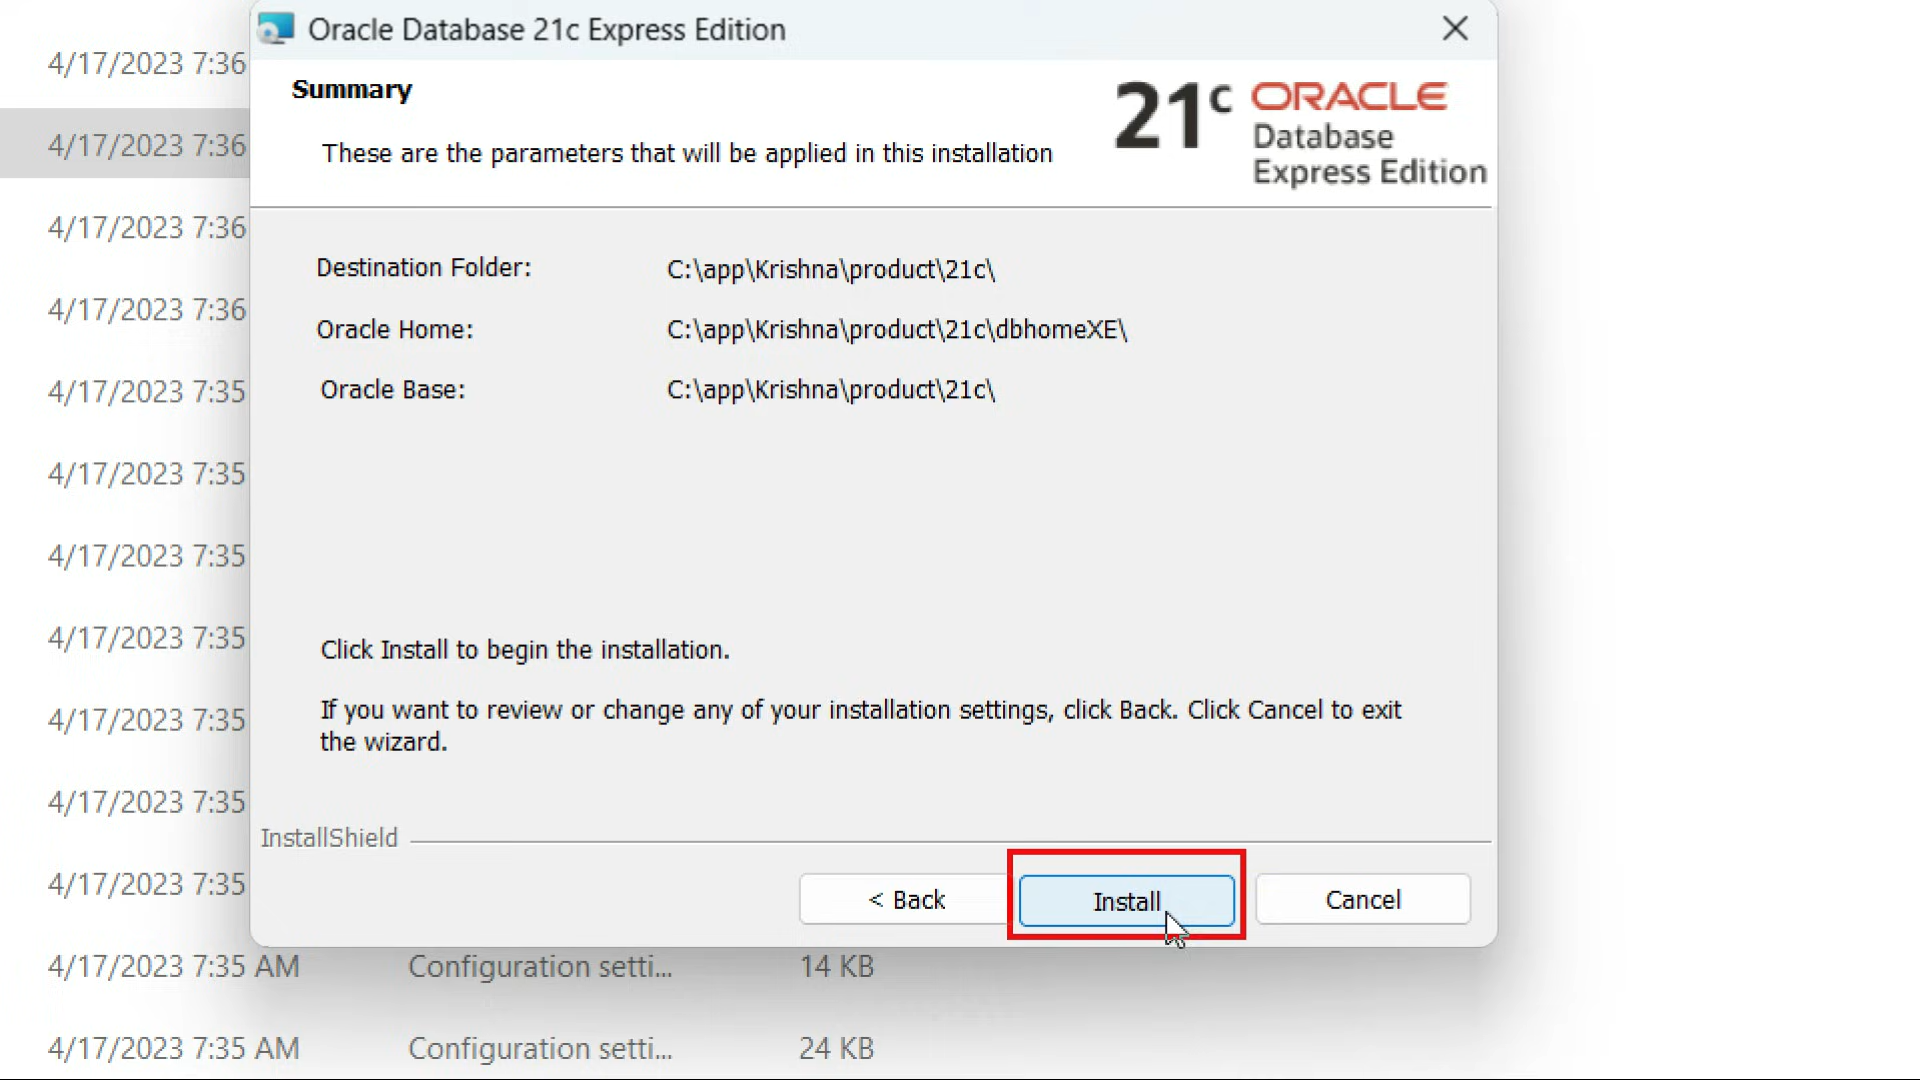 Oracle Database 21c Express Edition
Summary
These are the parameters that will be applied in this installation
21c ORACLE
Database
Express Edition
Destination Folder: C:\app\Krishna\product\21c\
Oracle Home: C:\app\Krishna\product\21c\dbhomeXE\
Oracle Base: C:\app\Krishna\product\21c\
Click Install to begin the installation.
If you want to review or change any of your installation settings, click Back. Click Cancel to exit
the wizard.
InstallShield
< Back Install Cancel
4/17/2023 7:36
4/17/2023 7:36
4/17/2023 7:36
4/17/2023 7:36
4/17/2023 7:35
4/17/2023 7:35
4/17/2023 7:35
4/17/2023 7:35
4/17/2023 7:35
4/17/2023 7:35
4/17/2023 7:35
4/17/2023 7:35 AM Configuration setti... 14 KB
4/17/2023 7:35 AM Configuration setti... 24 KB